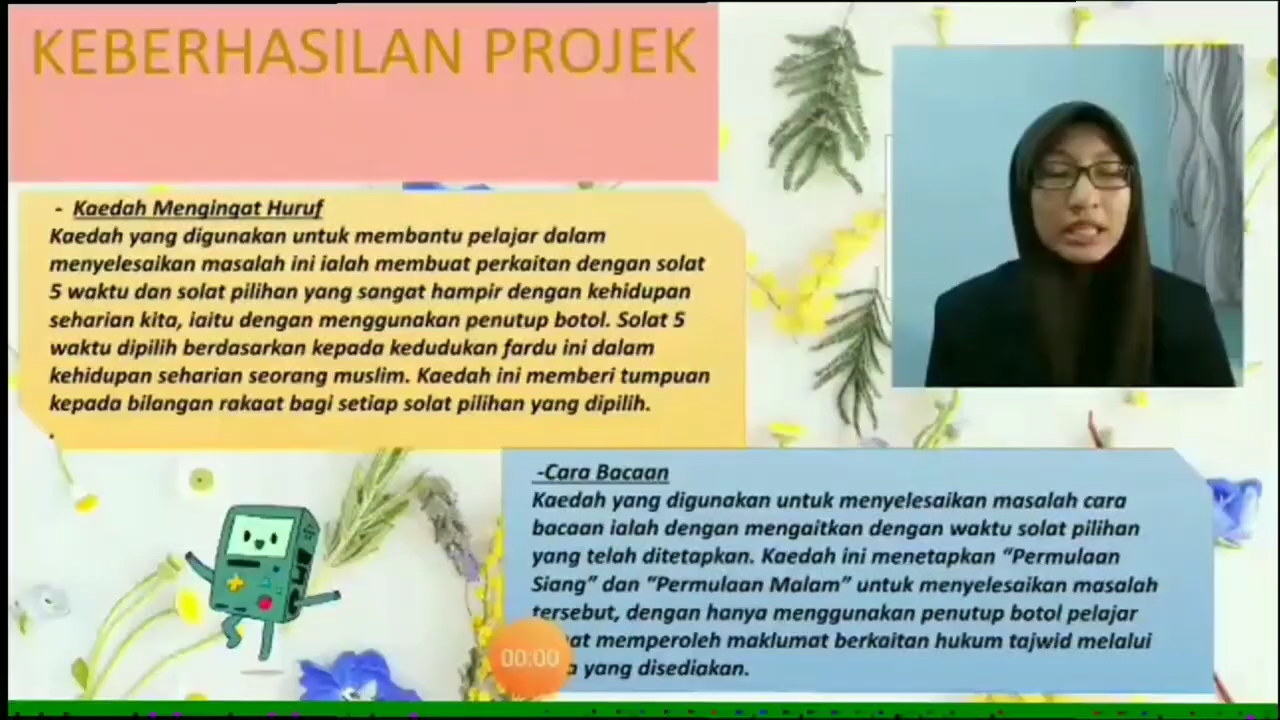 KEBERHASILAN PROJEK
- Kaedah Mengingat Huruf
Kaedah yang digunakan untuk membantu pelajar dalam
menyelesaikan masalah ini ialah membuat perkaitan dengan solat
5 waktu dan solat pilihan yang sangat hampir dengan kehidupan
seharian kita, iaitu dengan menggunakan penutup botol. Solat 5
waktu dipilih berdasarkan kepada kedudukan fardu ini dalam
kehidupan seharian seorang muslim. Kaedah ini memberi tumpuan
kepada bilangan rakaat bagi setiap solat pilihan yang dipilih.
.
-Cara Bacaan
Kaedah yang digunakan untuk menyelesaikan masalah cara
bacaan ialah dengan mengaitkan dengan waktu solat pilihan
yang telah ditetapkan. Kaedah ini menetapkan “Permulaan
Siang” dan “Permulaan Malam” untuk menyelesaikan masalah
tersebut, dengan hanya menggunakan penutup botol pelajar
memperoleh maklumat berkaitan hukum tajwid melalui
yang disediakan.
00:00